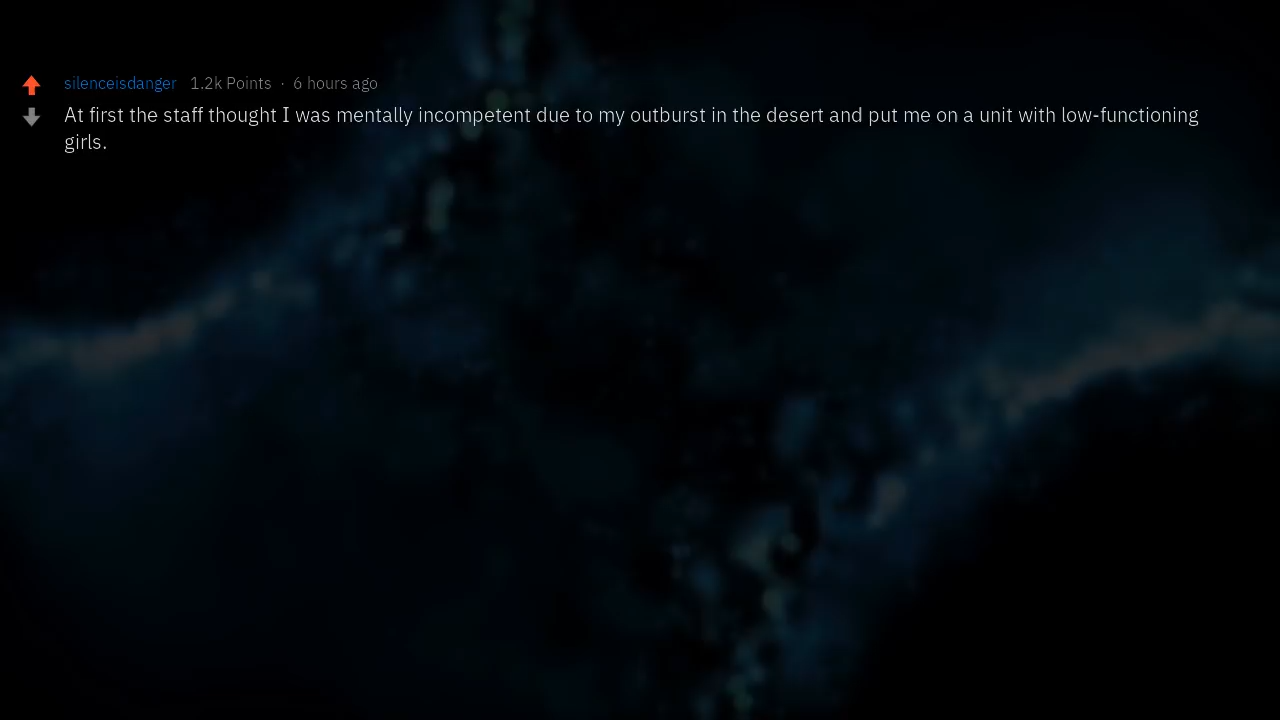 silenceisdanger 1.2k Points · 6 hours ago
At first the staff thought I was mentally incompetent due to my outburst in the desert and put me on a unit with low-functioning
girls.